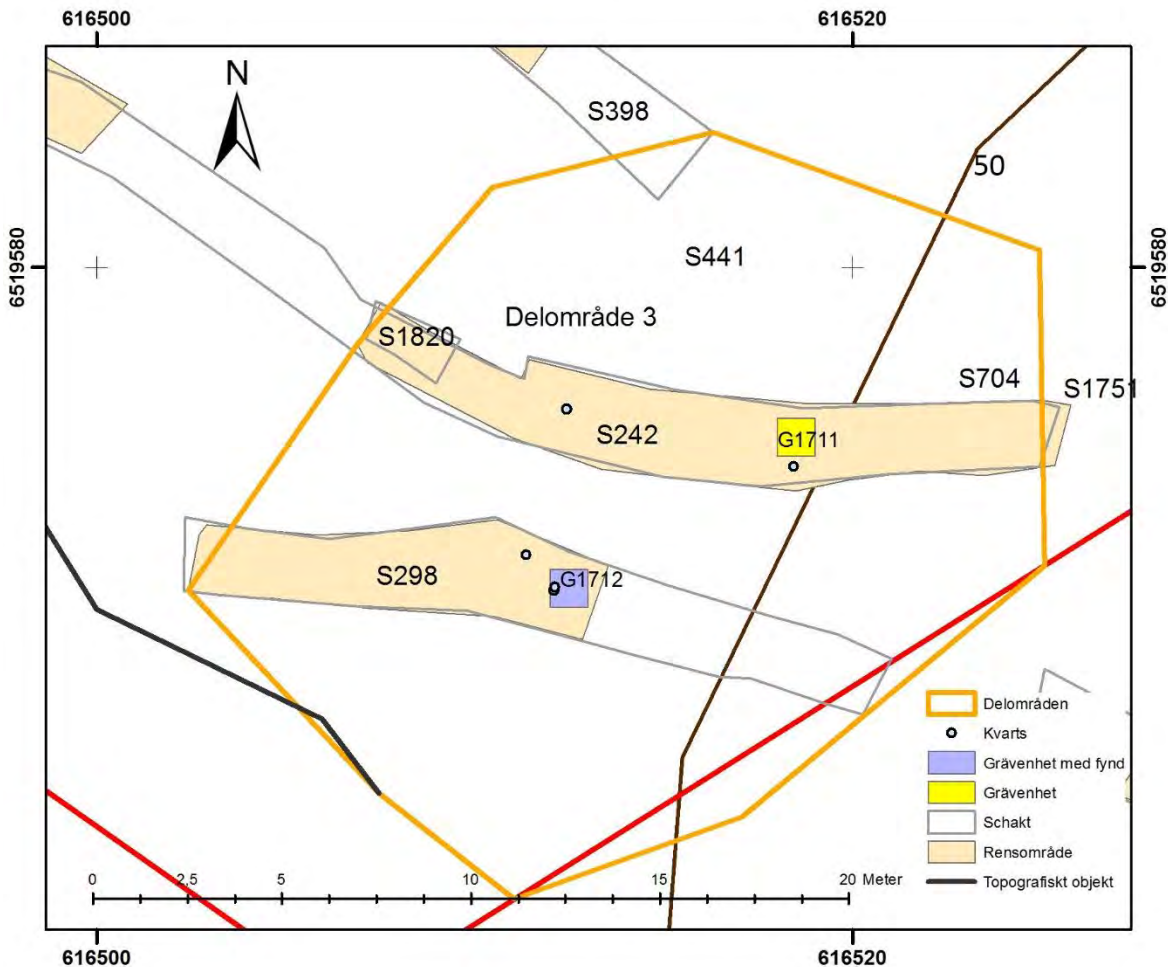 616500
616520
N
S398
50
6519580
6519580
S441
Delområde 3
S1820
S704
S1751
S242
G1711
S298
G1712
Delområden
Kvarts
Grävenhet med fynd
Grävenhet
Schakt
Rensområde
Topografiskt objekt
0 2,5 5 10 15 20 Meter
616500
616520